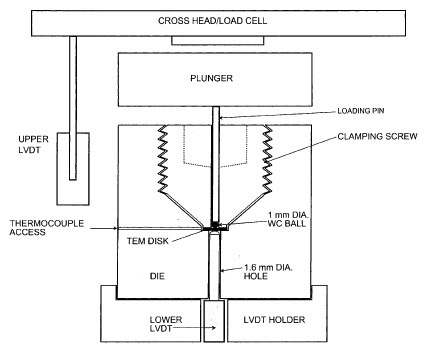 CROSS HEAD/LOAD CELL
PLUNGER
LOADING PIN
UPPER
LVDT
CLAMPING SCREW
THERMOCOUPLE
ACCESS
1 mm DIA.
WC BALL
TEM DISK
DIE
1.6 mm DIA.
HOLE
LOWER
LVDT
LVDT HOLDER